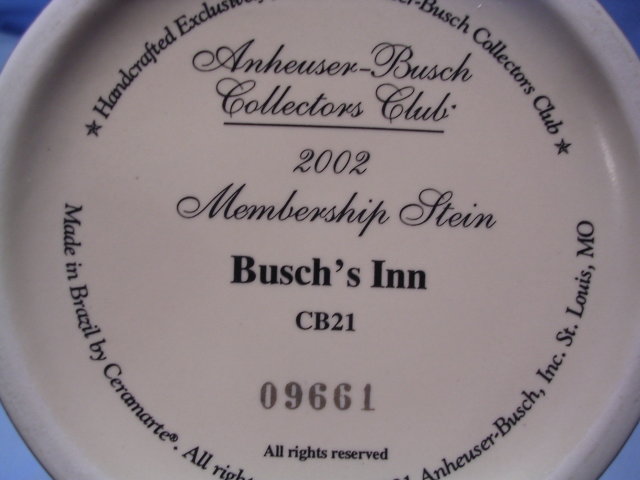 ★ Handcrafted Exclusively Anheuser-Busch Collectors Club ★
Anheuser-Busch
Collectors Club
2002
Membership Stein
Busch's Inn
CB21
09661
All rights reserved
Made in Brazil by Ceramarte®. All Anheuser-Busch, Inc. St. Louis, MO